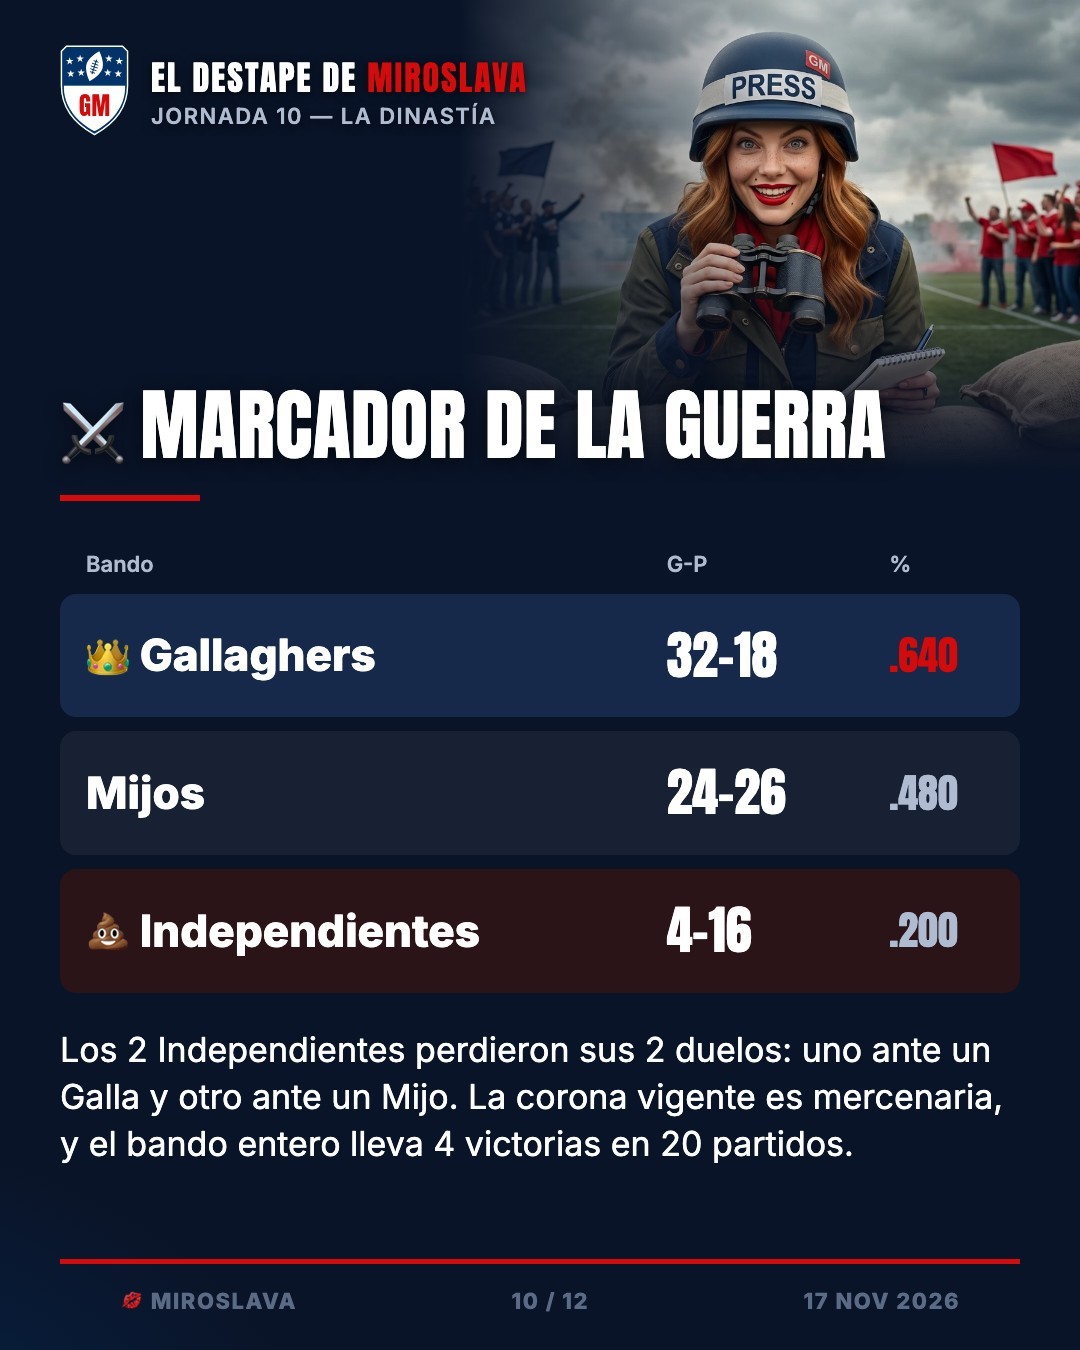 GM
EL DESTAPE DE MIROSLAVA
JORNADA 10 — LA DINASTÍA
GM
PRESS
⚔️ MARCADOR DE LA GUERRA
Bando G-P %
👑 Gallaghers 32-18 .640
Mijos 24-26 .480
💩 Independientes 4-16 .200
Los 2 Independientes perdieron sus 2 duelos: uno ante un
Galla y otro ante un Mijo. La corona vigente es mercenaria,
y el bando entero lleva 4 victorias en 20 partidos.
💋 MIROSLAVA 10 / 12 17 NOV 2026